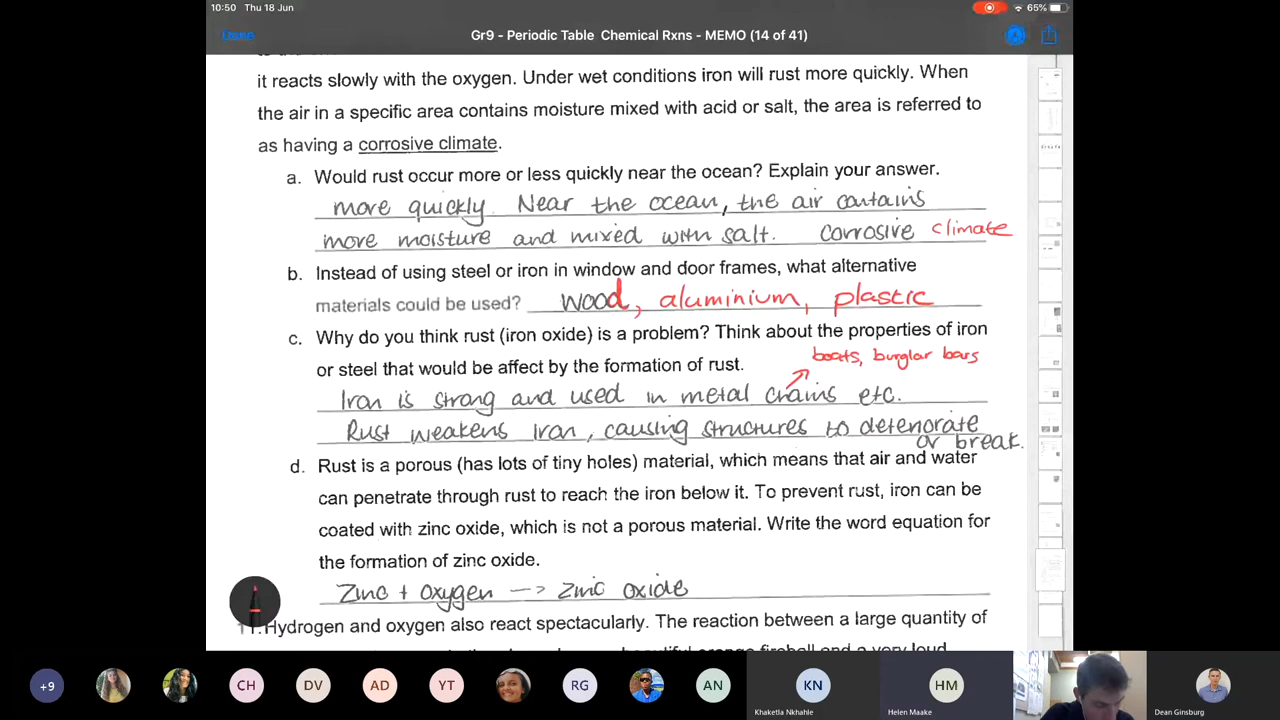 10:50 Thu 18 Jun
65%
Gr9 - Periodic Table Chemical Rxns - MEMO (14 of 41)
it reacts slowly with the oxygen. Under wet conditions iron will rust more quickly. When
the air in a specific area contains moisture mixed with acid or salt, the area is referred to
as having a corrosive climate.
a. Would rust occur more or less quickly near the ocean? Explain your answer.
more quickly. Near the ocean, the air contains
more moisture and mixed with salt. corrosive climate
b. Instead of using steel or iron in window and door frames, what alternative
materials could be used? wood, aluminium, plastic
c. Why do you think rust (iron oxide) is a problem? Think about the properties of iron
or steel that would be affect by the formation of rust.
boats, burglar bars
Iron is strong and used in metal chains etc.
Rust weakens Iron, causing structures to deteriorate
or break.
d. Rust is a porous (has lots of tiny holes) material, which means that air and water
can penetrate through rust to reach the iron below it. To prevent rust, iron can be
coated with zinc oxide, which is not a porous material. Write the word equation for
the formation of zinc oxide.
Zinc + oxygen → zinc oxide
11. Hydrogen and oxygen also react spectacularly. The reaction between a large quantity of
+9
CH
DV
AD
YT
RG
AN
KN
HM
Khaketla Nkhahle
Helen Maake
Dean Ginsburg